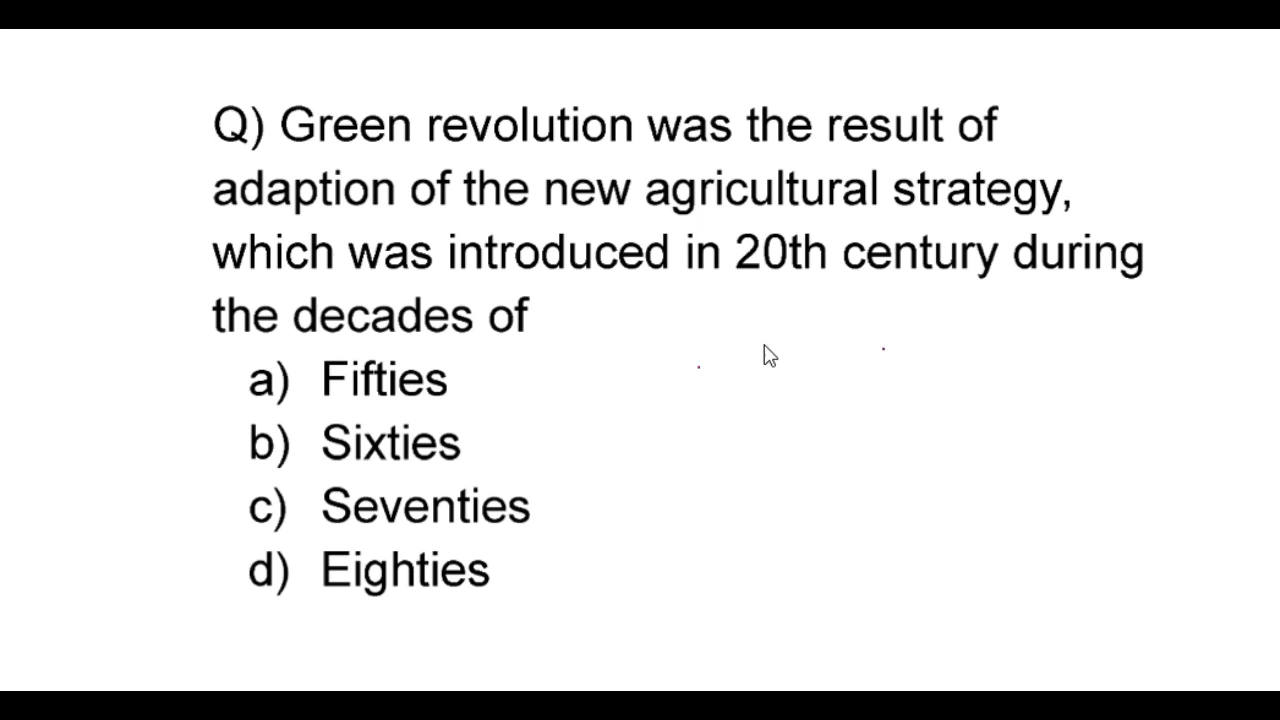 Q) Green revolution was the result of
adaption of the new agricultural strategy,
which was introduced in 20th century during
the decades of
a) Fifties
b) Sixties
c) Seventies
d) Eighties